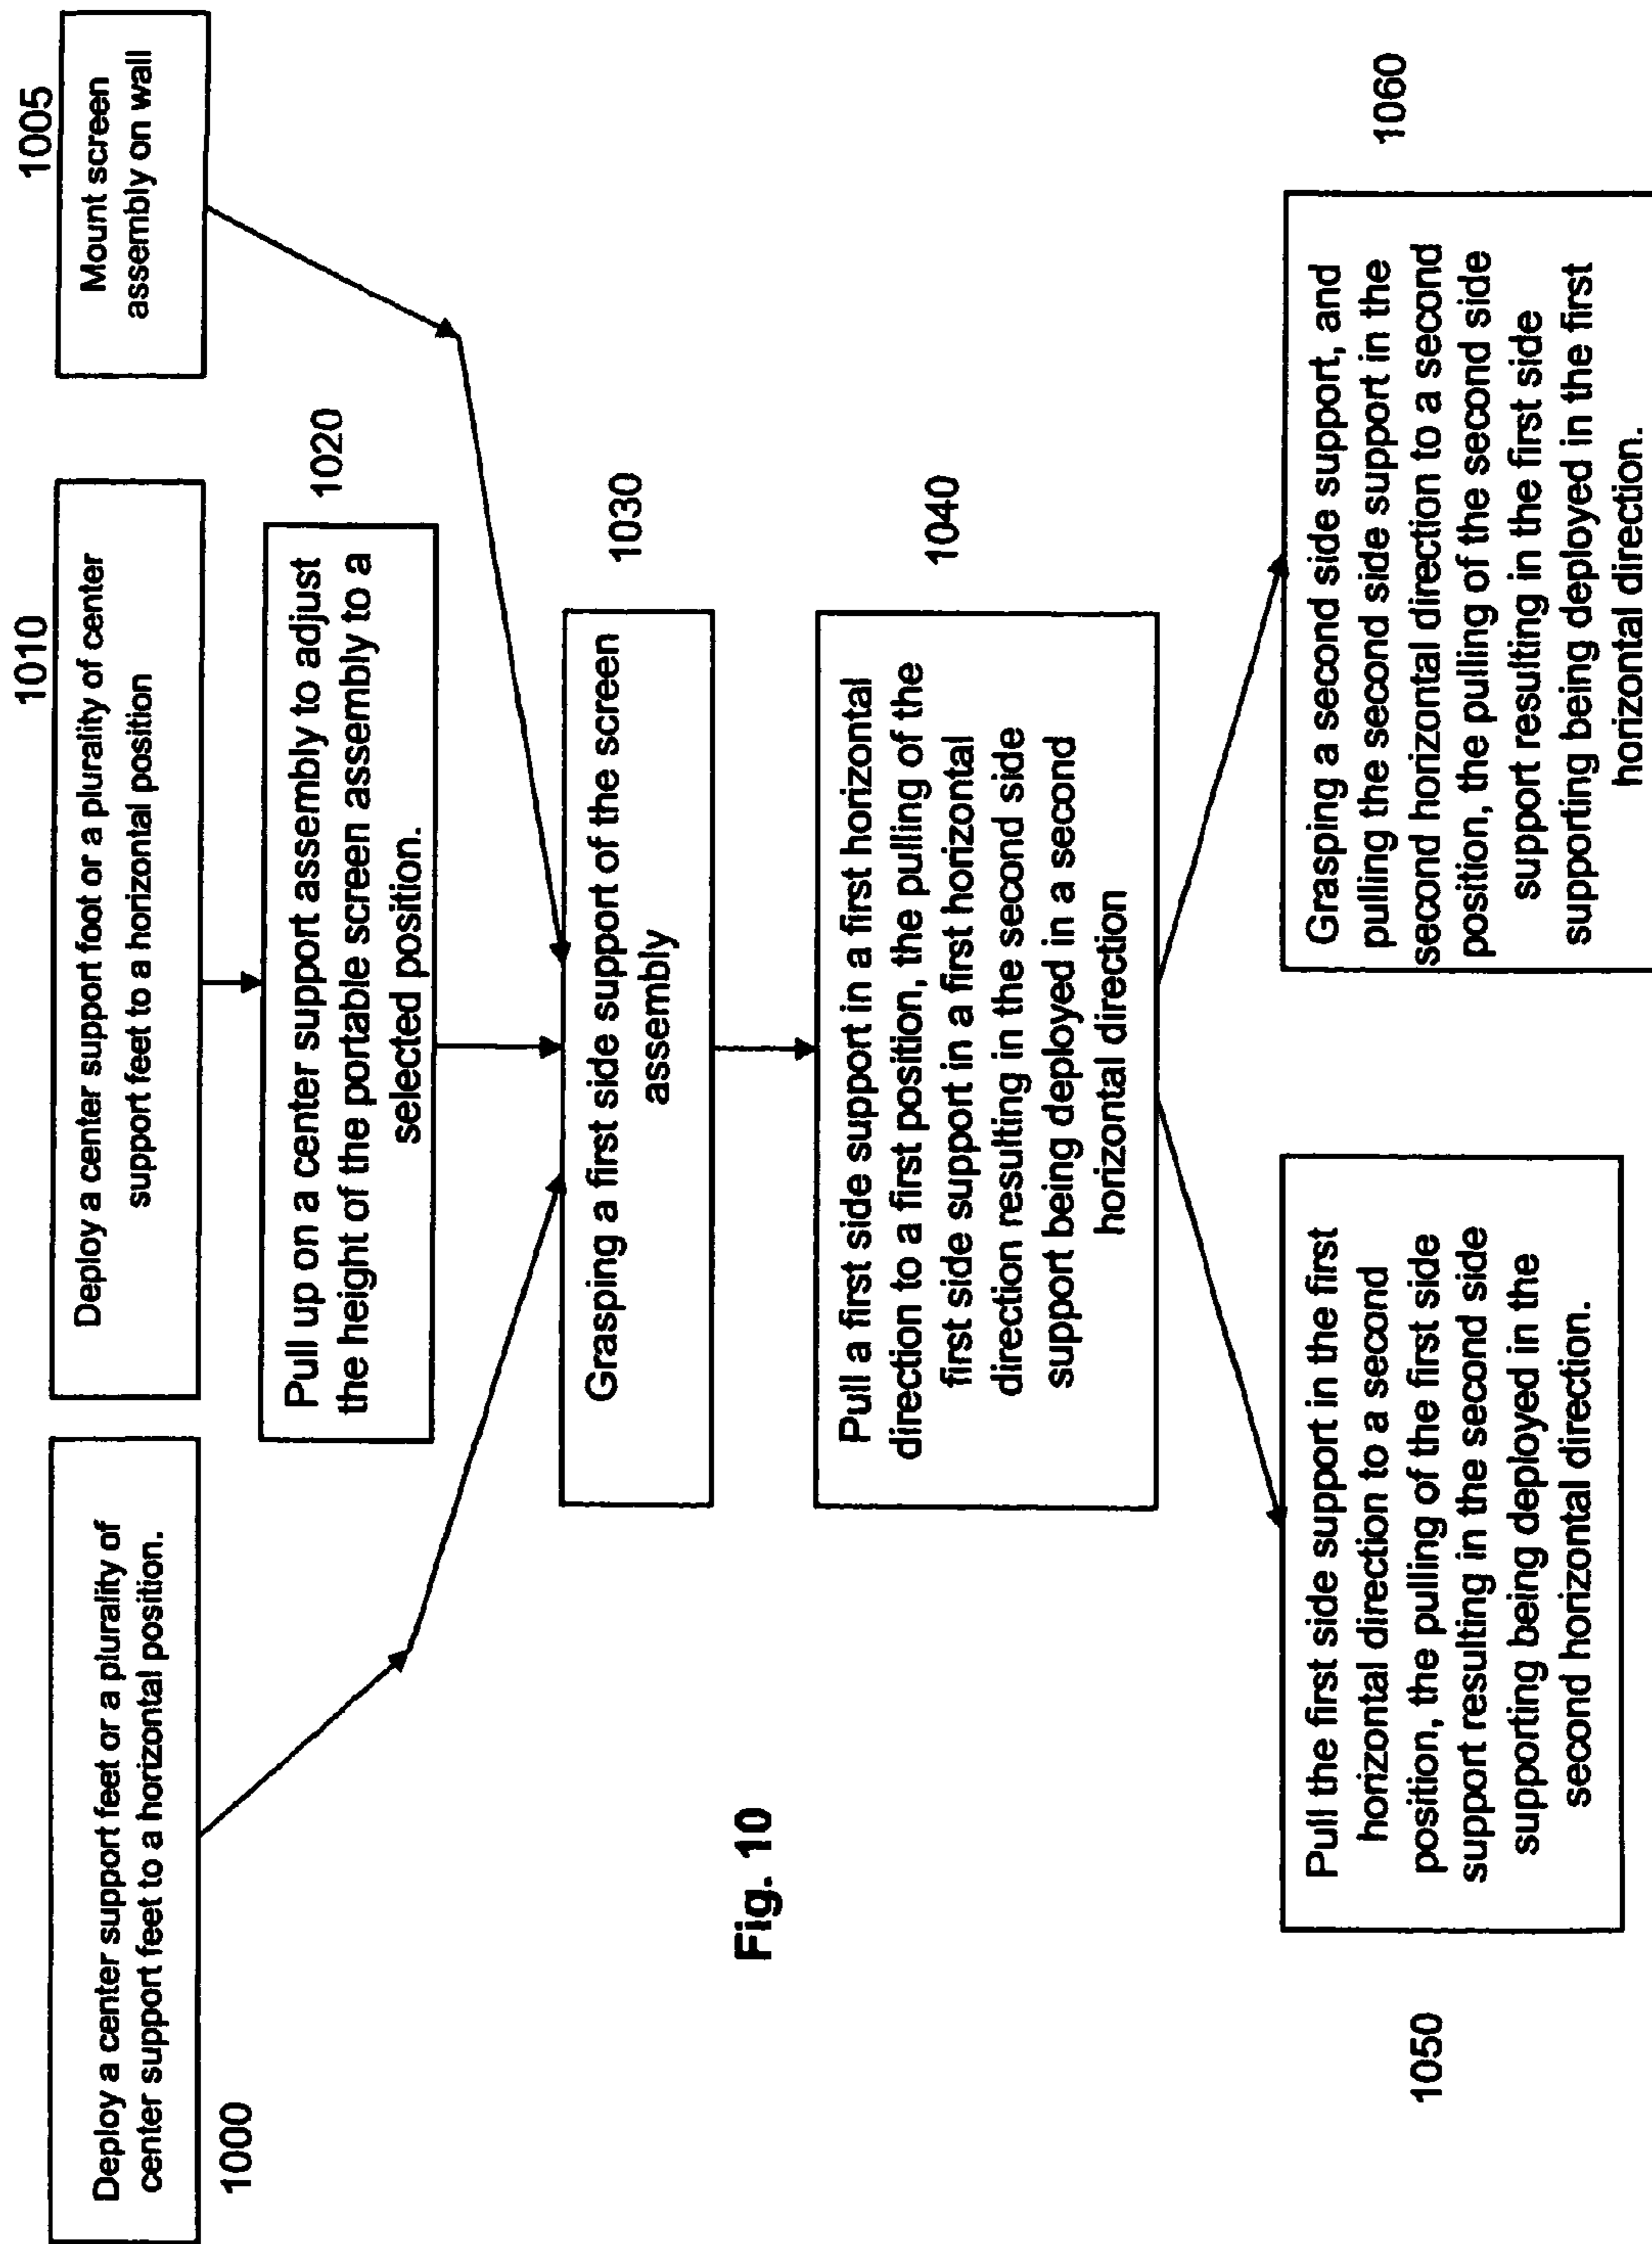 1000
Deploy a center support feet or a plurality of
center support feet to a horizontal position.
1010
Deploy a center support foot or a plurality of center
support feet to a horizontal position
1005
Mount screen
assembly on wall
1020
Pull up on a center support assembly to adjust
the height of the portable screen assembly to a
selected position.
1030
Grasping a first side support of the screen
assembly
1040
Pull a first side support in a first horizontal
direction to a first position, the pulling of the
first side support in a first horizontal
direction resulting in the second side
support being deployed in a second
horizontal direction
1050
Pull the first side support in the first
horizontal direction to a second
position, the pulling of the first side
support resulting in the second side
supporting being deployed in the
second horizontal direction.
1060
Grasping a second side support, and
pulling the second side support in the
second horizontal direction to a second
position, the pulling of the second side
support resulting in the first side
supporting being deployed in the first
horizontal direction.
Fig. 10